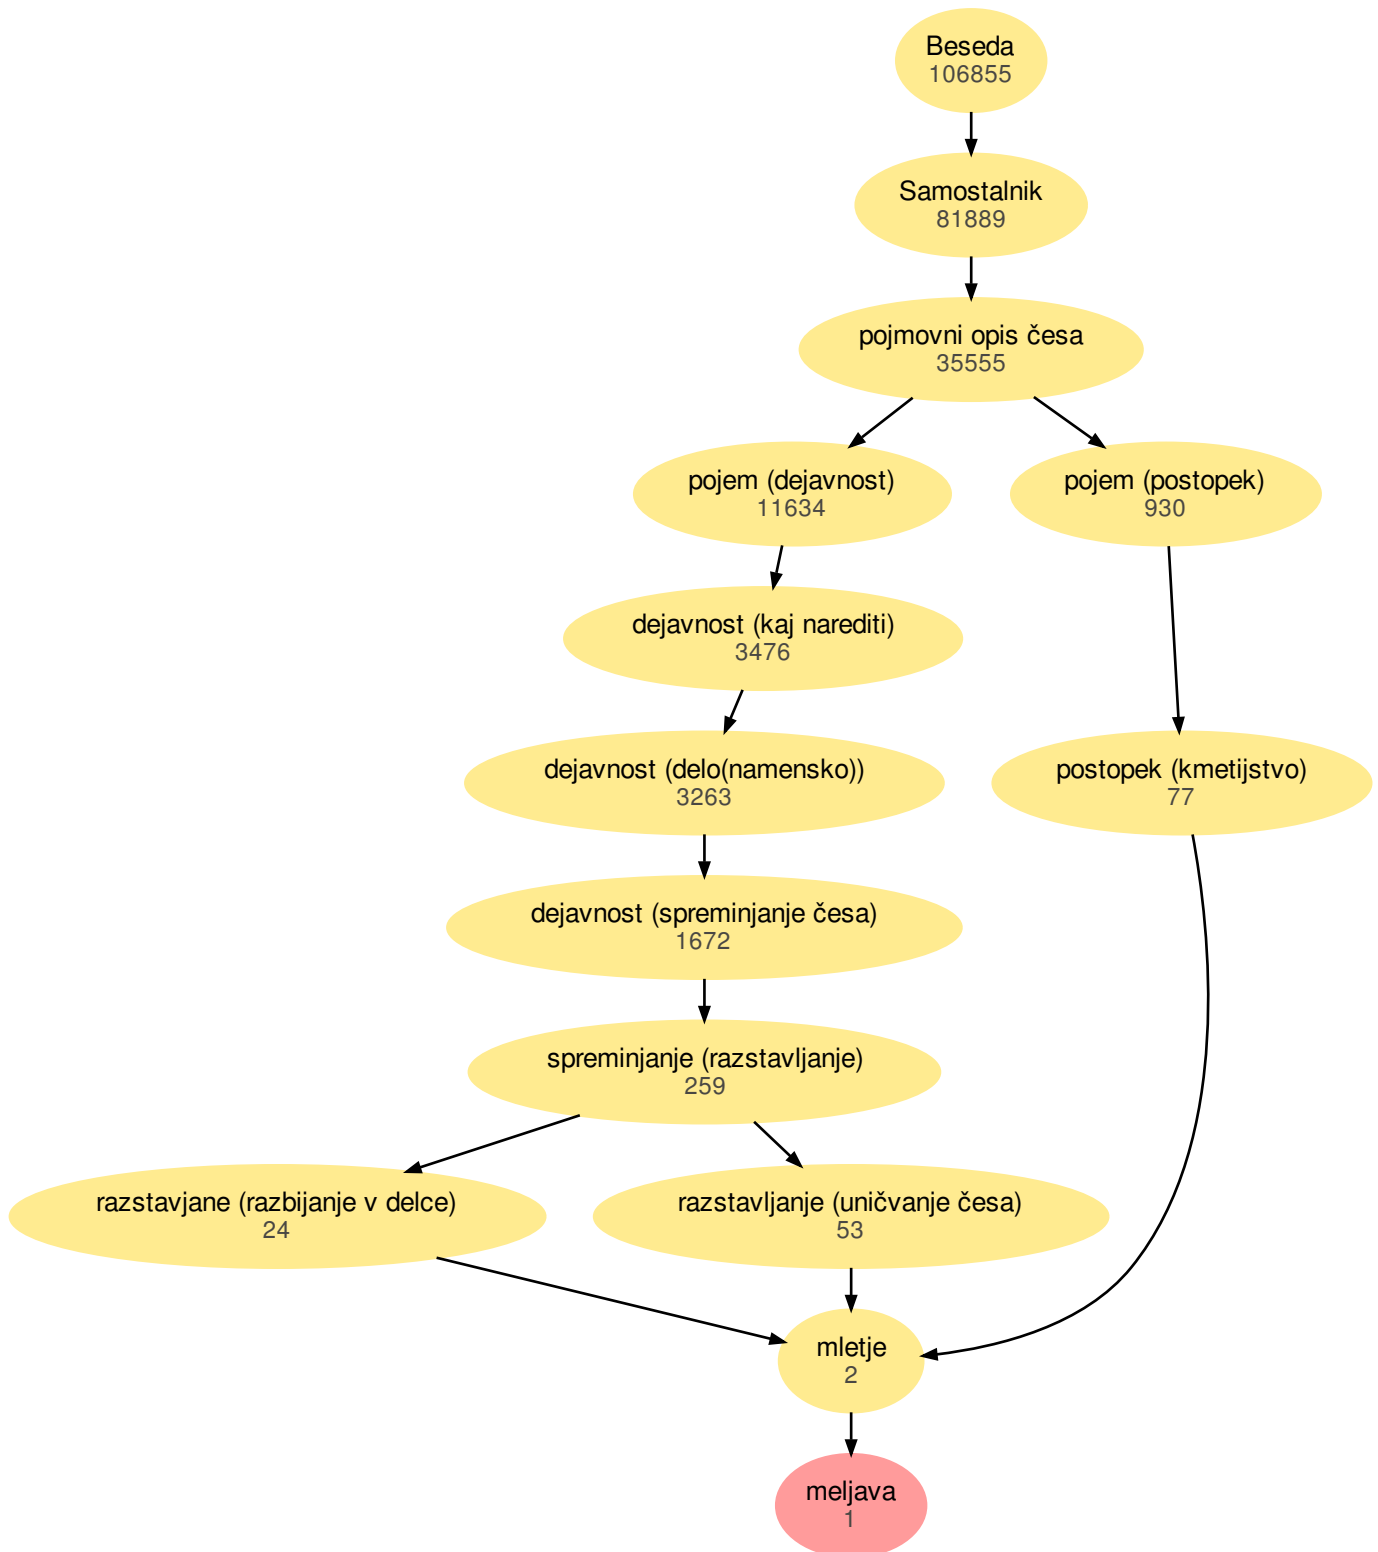 Beseda
106855
Samostalnik
81889
pojmovni opis česa
35555
pojem (dejavnost)
11634
pojem (postopek)
930
dejavnost (kaj narediti)
3476
dejavnost (delo(namensko))
3263
postopek (kmetijstvo)
77
dejavnost (spreminjanje česa)
1672
spreminjanje (razstavljanje)
259
razstavjane (razbijanje v delce)
24
razstavljanje (uničvanje česa)
53
mletje
2
meljava
1